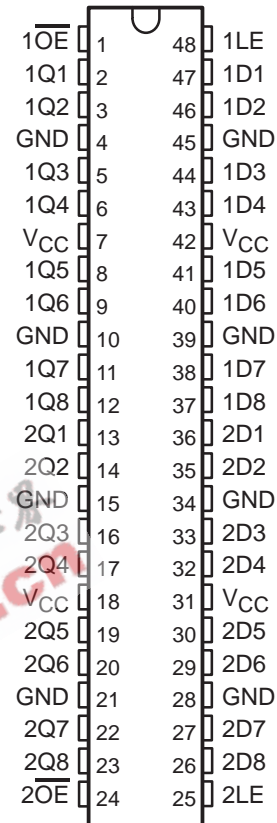 1O̅E̅ 1 48 1LE
1Q1 2 47 1D1
1Q2 3 46 1D2
GND 4 45 GND
1Q3 5 44 1D3
1Q4 6 43 1D4
VCC 7 42 VCC
1Q5 8 41 1D5
1Q6 9 40 1D6
GND 10 39 GND
1Q7 11 38 1D7
1Q8 12 37 1D8
2Q1 13 36 2D1
2Q2 14 35 2D2
GND 15 34 GND
2Q3 16 33 2D3
2Q4 17 32 2D4
VCC 18 31 VCC
2Q5 19 30 2D5
2Q6 20 29 2D6
GND 21 28 GND
2Q7 22 27 2D7
2Q8 23 26 2D8
2O̅E̅ 24 25 2LE